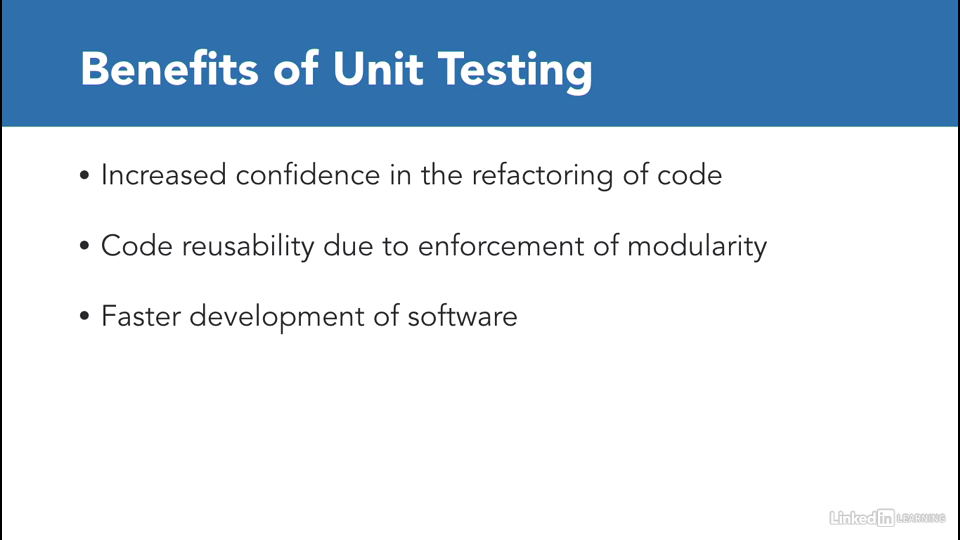 Benefits of Unit Testing
• Increased confidence in the refactoring of code
• Code reusability due to enforcement of modularity
• Faster development of software
Linked in LEARNING